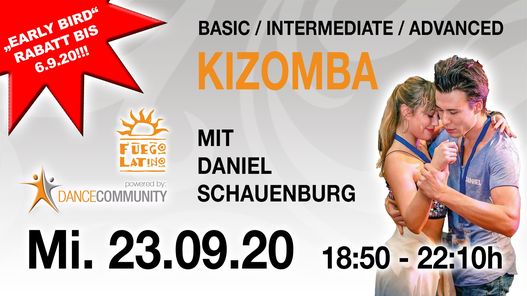 „EARLY BIRD“
RABATT BIS
6.9.20!!!
BASIC / INTERMEDIATE / ADVANCED
KIZOMBA
MIT
DANIEL
SCHAUENBURG
FUEGO
LATINO
powered by:
DANCECOMMUNITY
DANIEL
Mi. 23.09.20
18:50 - 22:10h